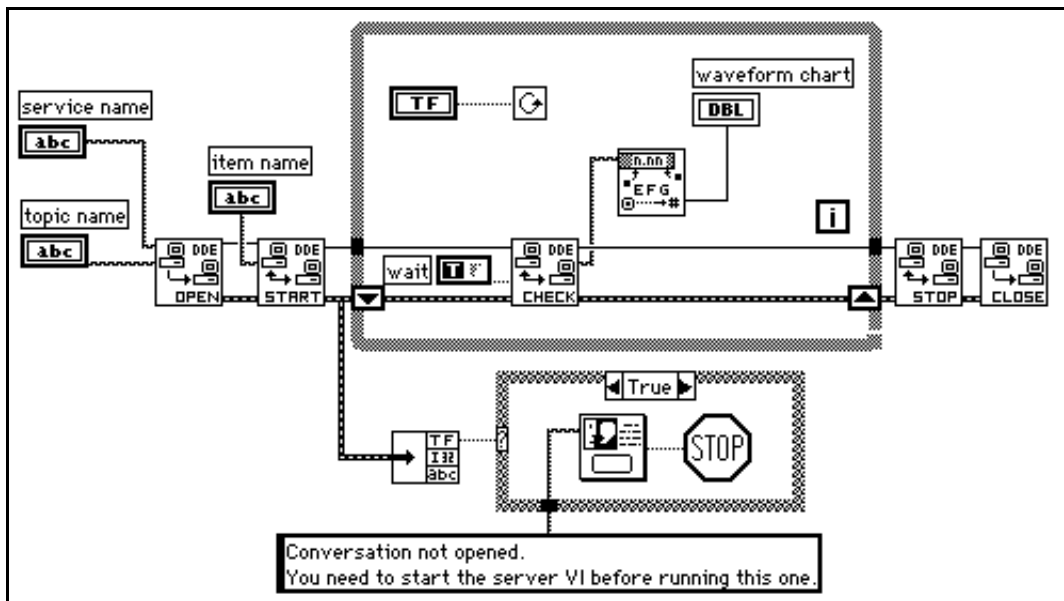 waveform chart
service name
TF
DBL
abc
item name
n.nn
EFG
#
topic name
abc
abc
i
DDE
OPEN
DDE
START
wait
T
DDE
CHECK
DDE
STOP
DDE
CLOSE
True
TF
I32
abc
?
STOP
Conversation not opened.
You need to start the server VI before running this one.